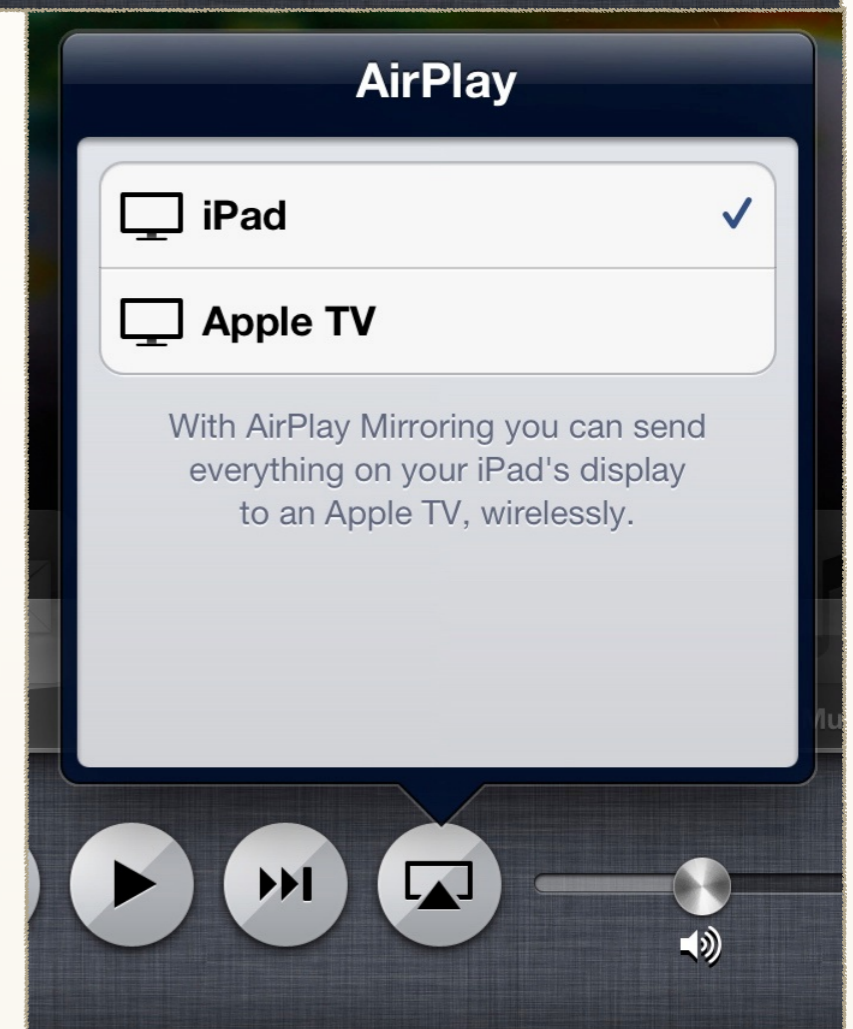 AirPlay
iPad
Apple TV
With AirPlay Mirroring you can send
everything on your iPad's display
to an Apple TV, wirelessly.
Mu